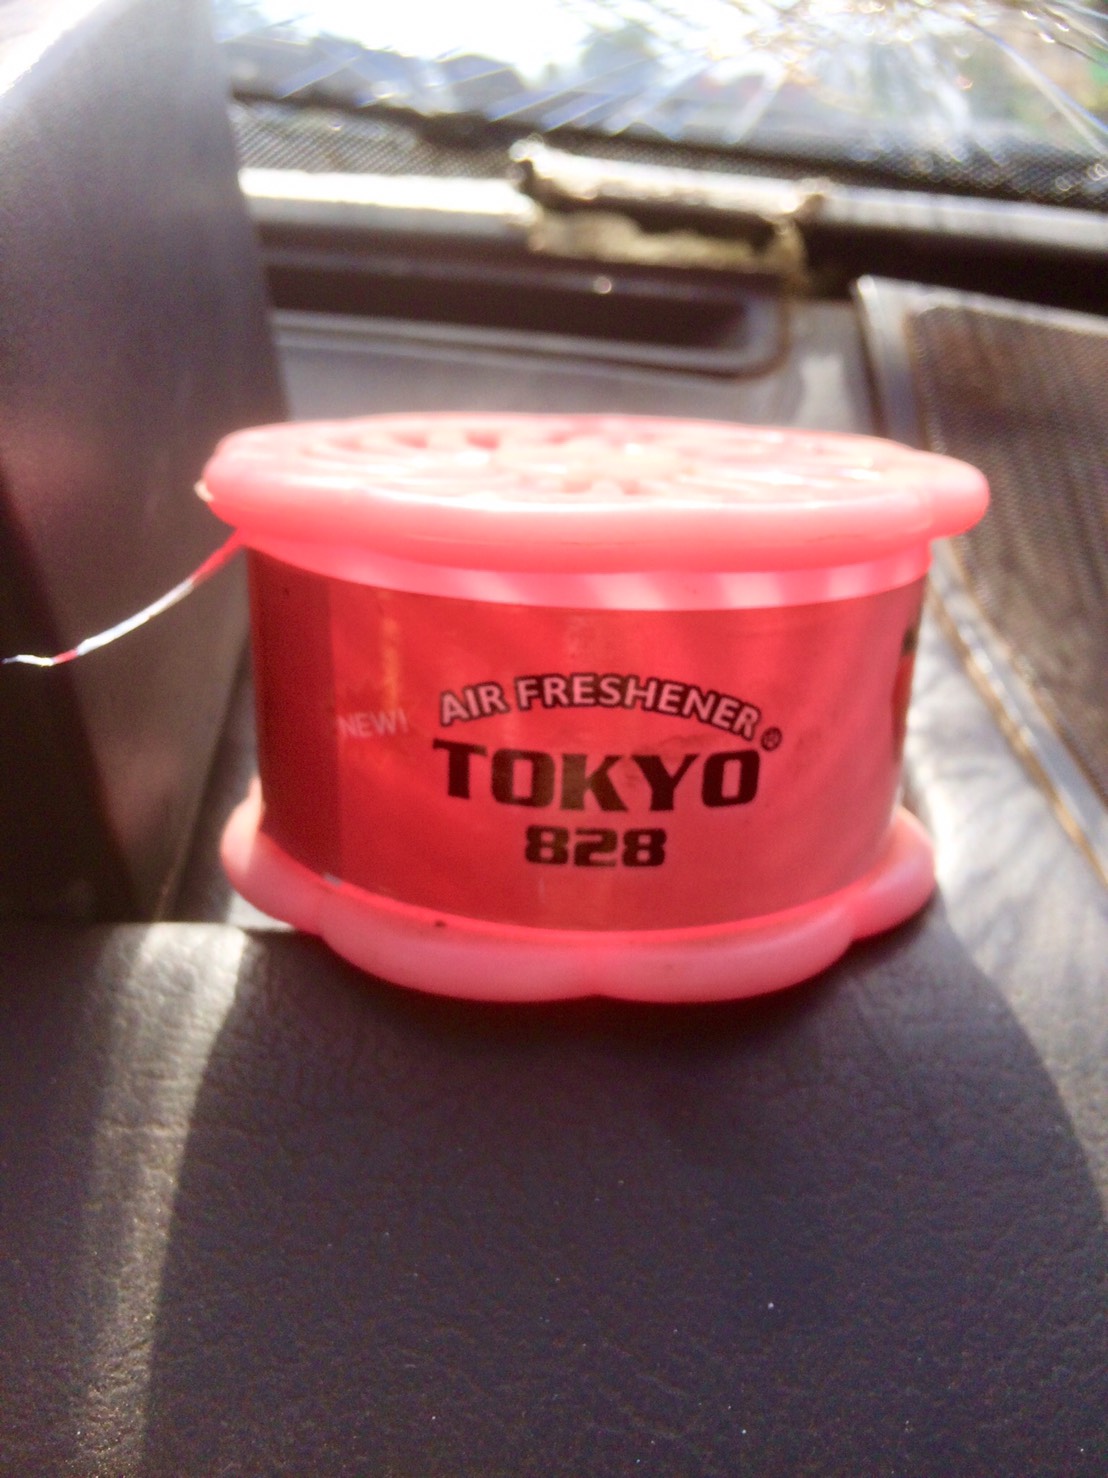 NEW!
AIR FRESHENER
TOKYO
828